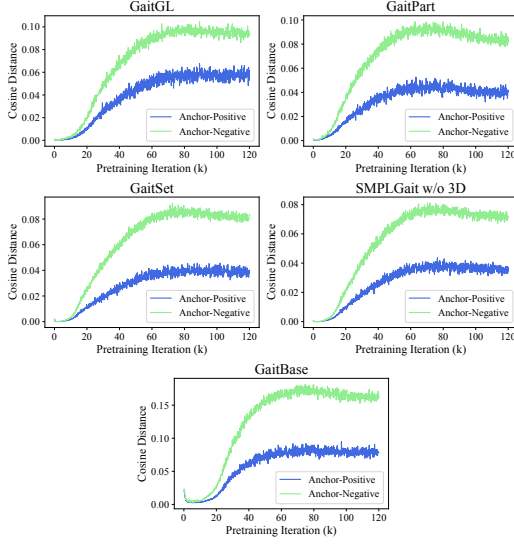 GaitGL
Cosine Distance
0.10
0.08
0.06
0.04
0.02
0.00
Anchor-Positive
Anchor-Negative
0 20 40 60 80 100 120
Pretraining Iteration (k)
GaitPart
Cosine Distance
0.10
0.08
0.06
0.04
0.02
0.00
Anchor-Positive
Anchor-Negative
0 20 40 60 80 100 120
Pretraining Iteration (k)
GaitSet
Cosine Distance
0.08
0.06
0.04
0.02
0.00
Anchor-Positive
Anchor-Negative
0 20 40 60 80 100 120
Pretraining Iteration (k)
SMPLGait w/o 3D
Cosine Distance
0.08
0.06
0.04
0.02
0.00
Anchor-Positive
Anchor-Negative
0 20 40 60 80 100 120
Pretraining Iteration (k)
GaitBase
Cosine Distance
0.15
0.10
0.05
0.00
Anchor-Positive
Anchor-Negative
0 20 40 60 80 100 120
Pretraining Iteration (k)